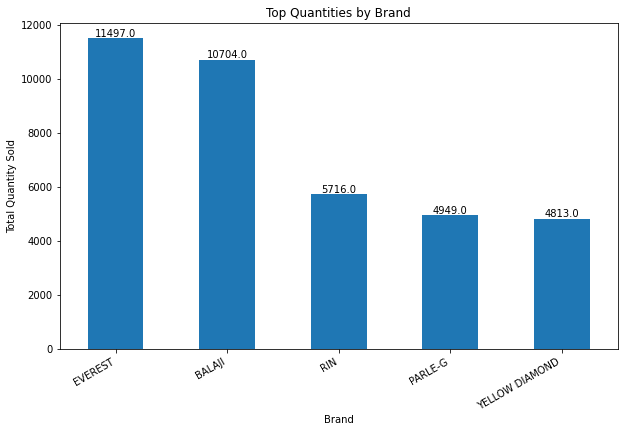 Top Quantities by Brand
12000
10000
8000
6000
4000
2000
0
Total Quantity Sold
11497.0
10704.0
5716.0
4949.0
4813.0
EVEREST
BALAJI
RIN
PARLE-G
YELLOW DIAMOND
Brand